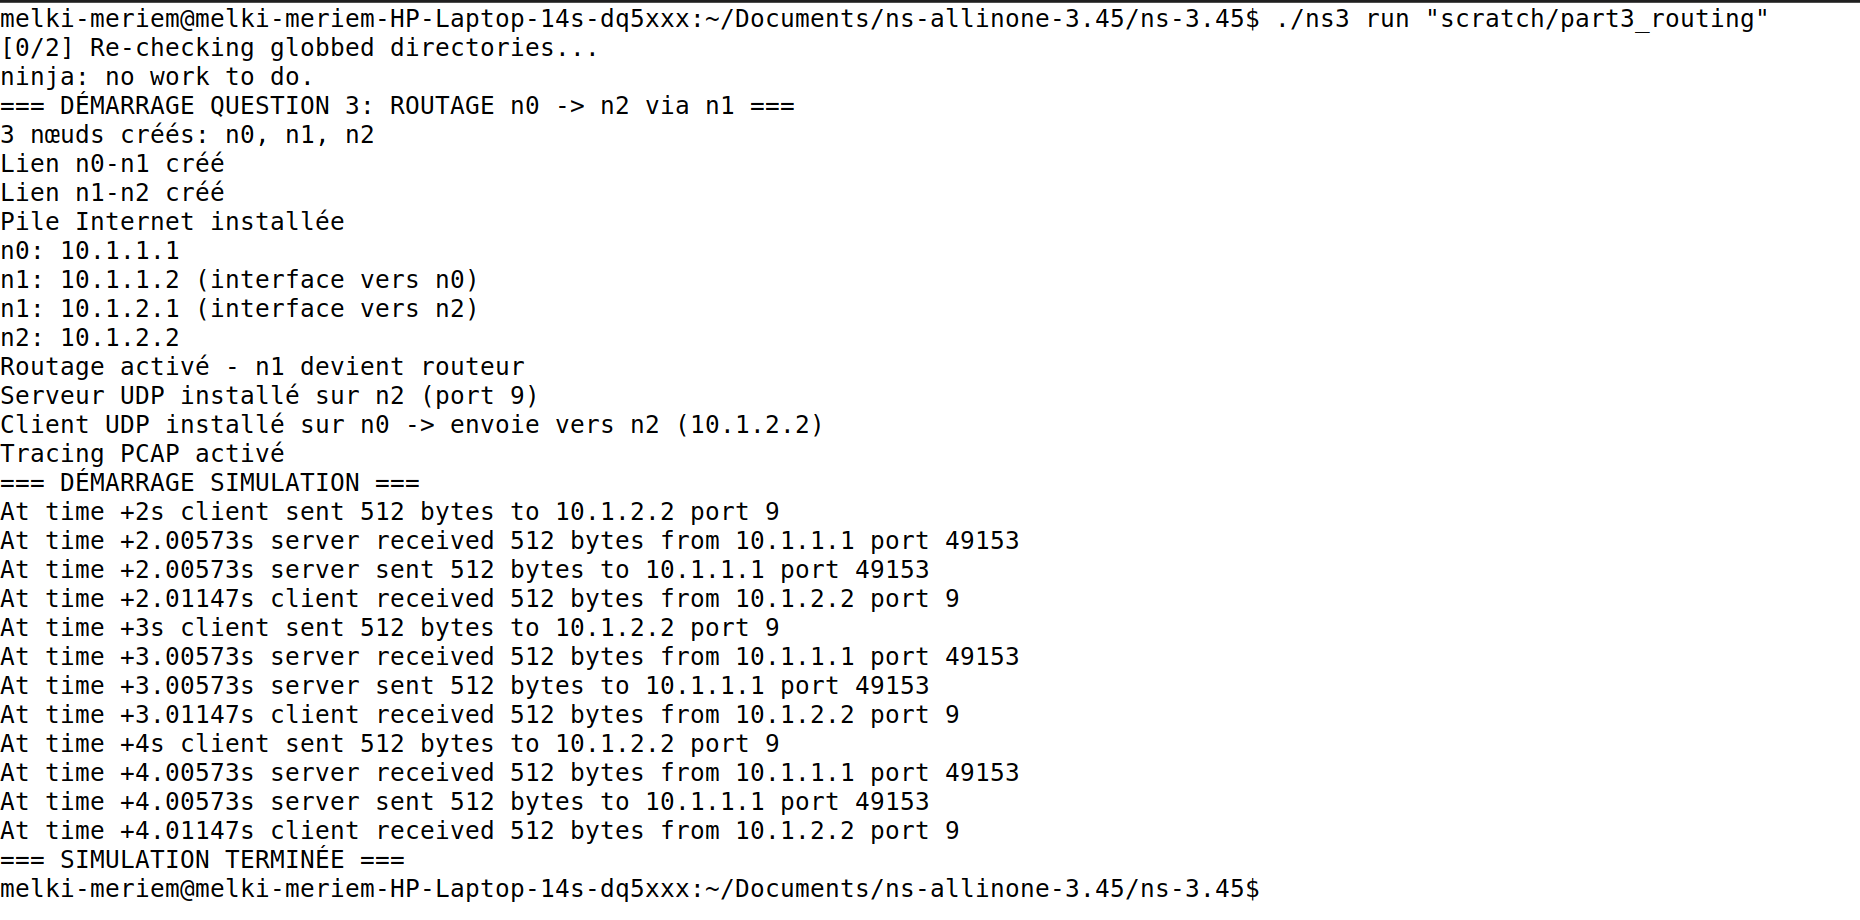 melki-meriem@melki-meriem-HP-Laptop-14s-dq5xxx:~/Documents/ns-allinone-3.45/ns-3.45$ ./ns3 run "scratch/part3_routing"
[0/2] Re-checking globbed directories...
ninja: no work to do.
=== DÉMARRAGE QUESTION 3: ROUTAGE n0 -> n2 via n1 ===
3 nœuds créés: n0, n1, n2
Lien n0-n1 créé
Lien n1-n2 créé
Pile Internet installée
n0: 10.1.1.1
n1: 10.1.1.2 (interface vers n0)
n1: 10.1.2.1 (interface vers n2)
n2: 10.1.2.2
Routage activé - n1 devient routeur
Serveur UDP installé sur n2 (port 9)
Client UDP installé sur n0 -> envoie vers n2 (10.1.2.2)
Tracing PCAP activé
=== DÉMARRAGE SIMULATION ===
At time +2s client sent 512 bytes to 10.1.2.2 port 9
At time +2.00573s server received 512 bytes from 10.1.1.1 port 49153
At time +2.00573s server sent 512 bytes to 10.1.1.1 port 49153
At time +2.01147s client received 512 bytes from 10.1.2.2 port 9
At time +3s client sent 512 bytes to 10.1.2.2 port 9
At time +3.00573s server received 512 bytes from 10.1.1.1 port 49153
At time +3.00573s server sent 512 bytes to 10.1.1.1 port 49153
At time +3.01147s client received 512 bytes from 10.1.2.2 port 9
At time +4s client sent 512 bytes to 10.1.2.2 port 9
At time +4.00573s server received 512 bytes from 10.1.1.1 port 49153
At time +4.00573s server sent 512 bytes to 10.1.1.1 port 49153
At time +4.01147s client received 512 bytes from 10.1.2.2 port 9
=== SIMULATION TERMINÉE ===
melki-meriem@melki-meriem-HP-Laptop-14s-dq5xxx:~/Documents/ns-allinone-3.45/ns-3.45$